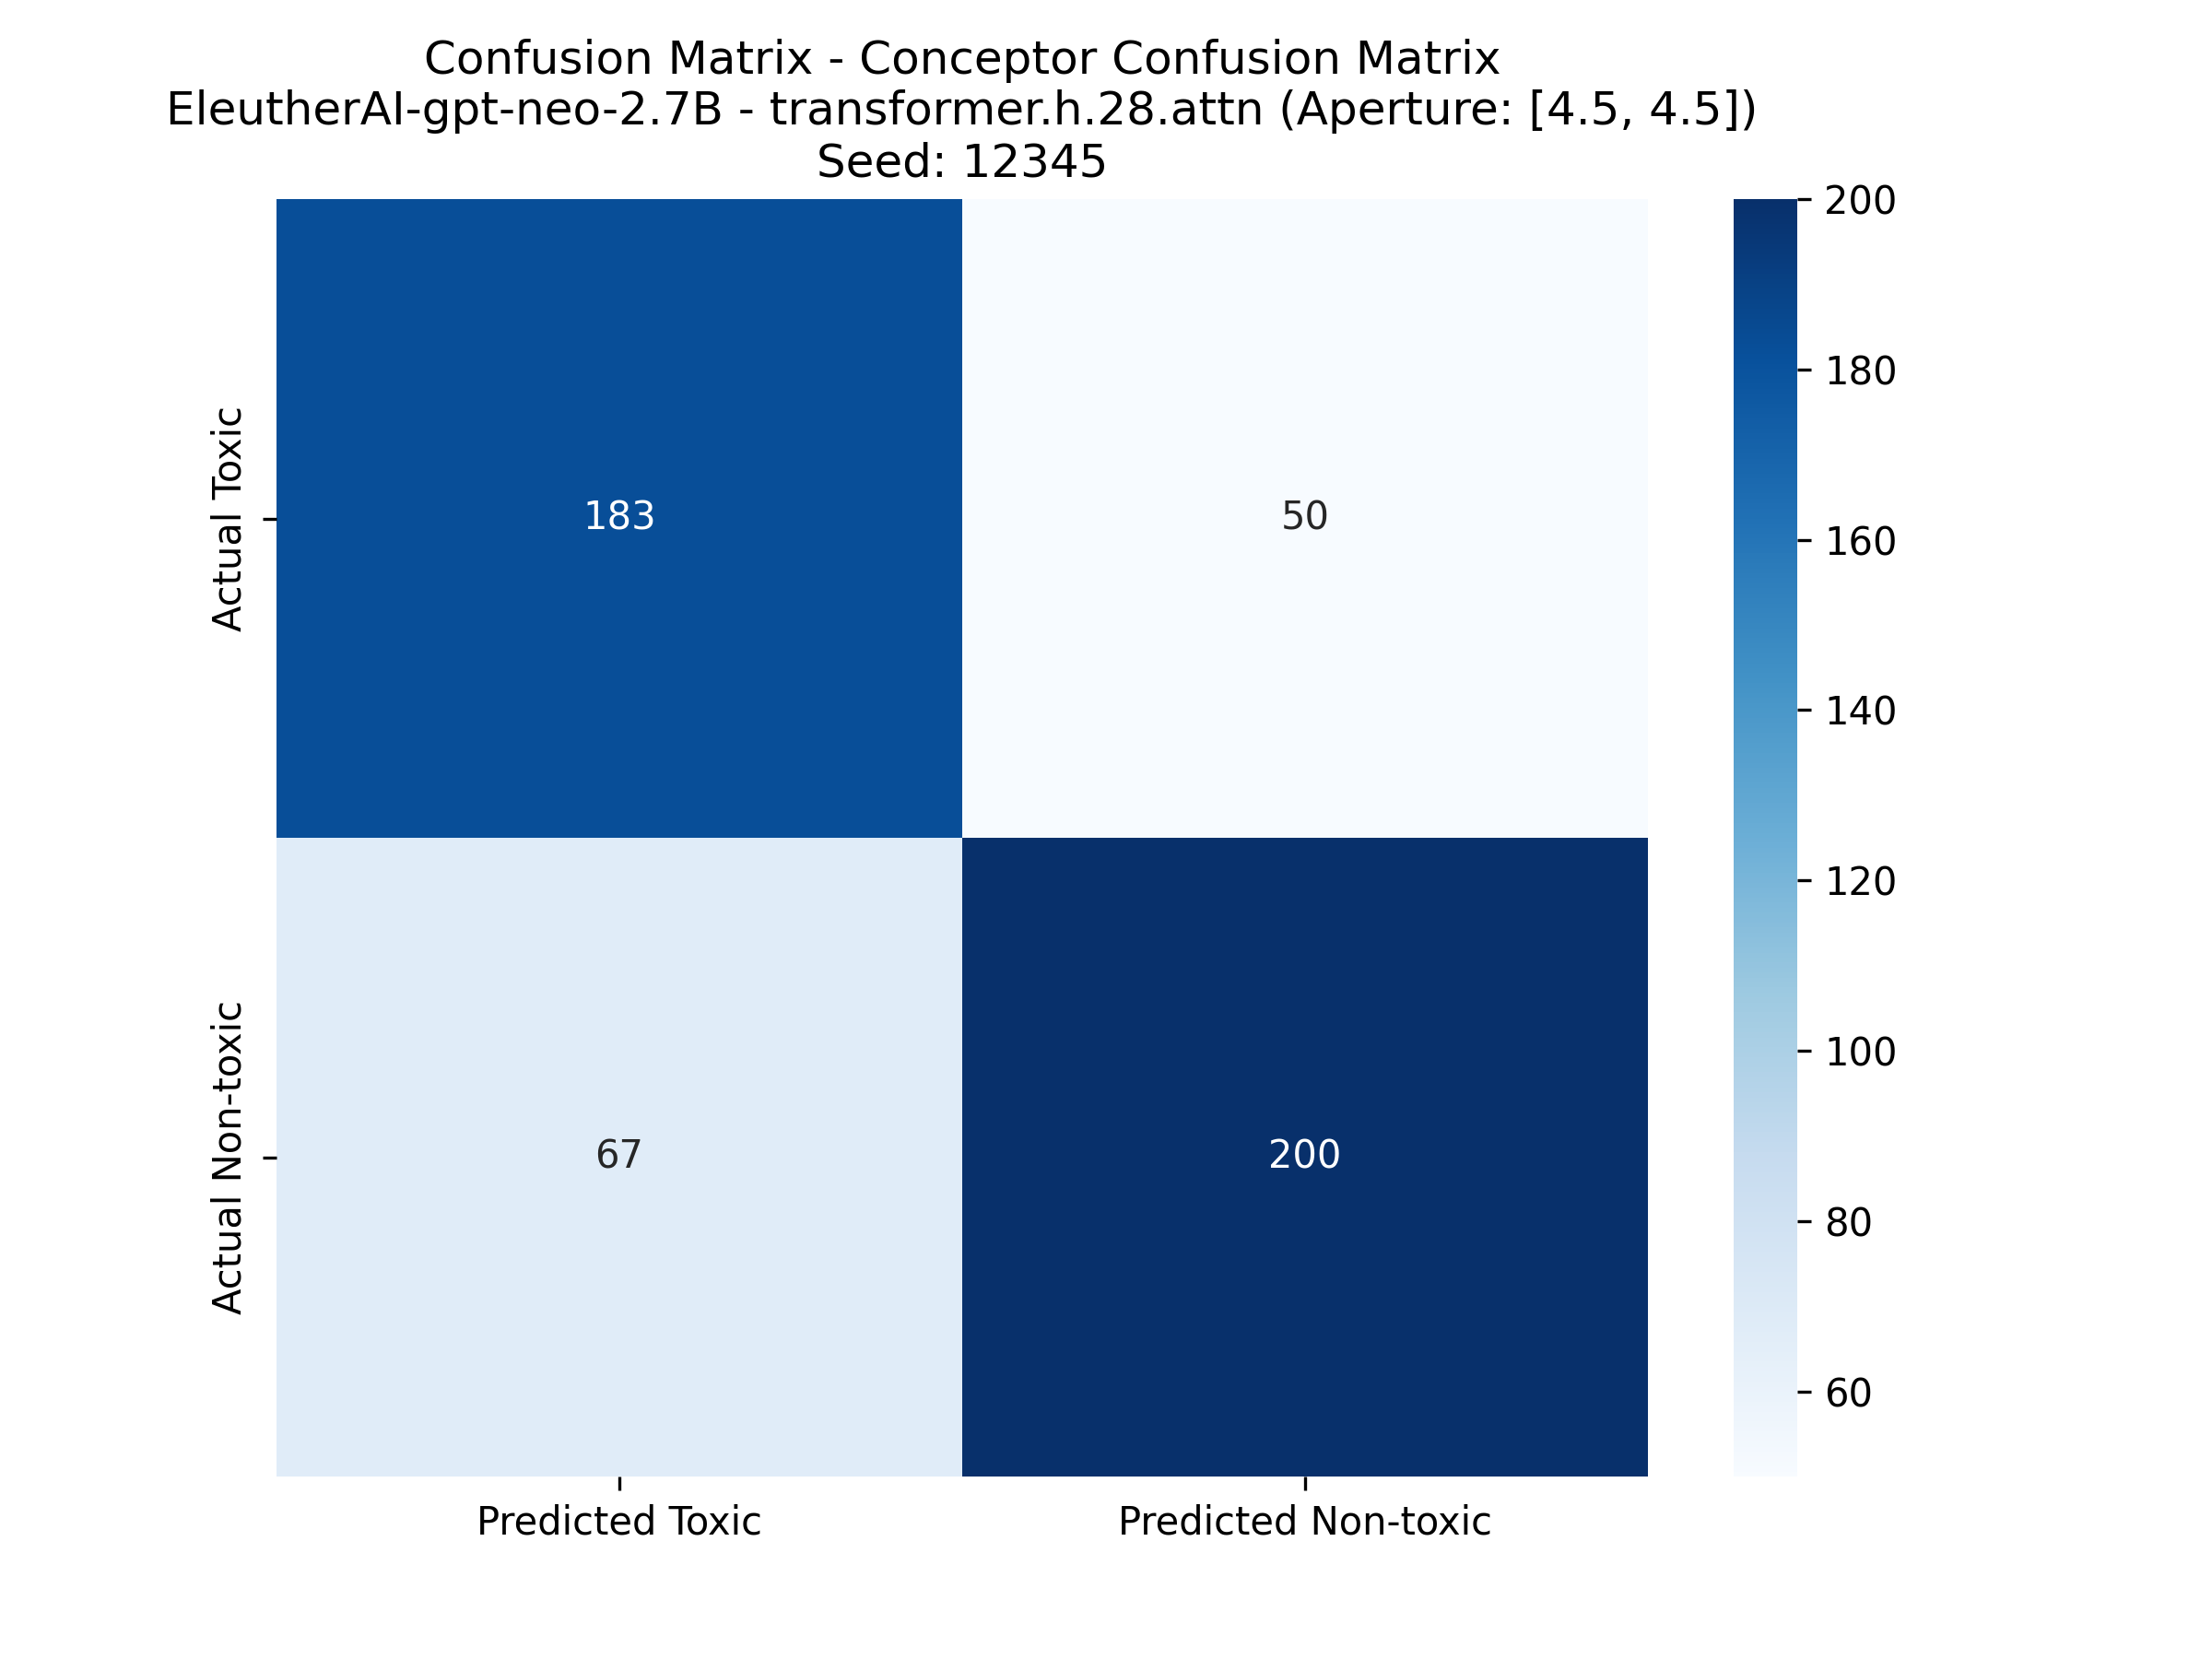 Confusion Matrix - Conceptor Confusion Matrix
EleutherAI-gpt-neo-2.7B - transformer.h.28.attn (Aperture: [4.5, 4.5])
Seed: 12345
Actual Toxic
183
50
Actual Non-toxic
67
200
Predicted Toxic
Predicted Non-toxic
200
180
160
140
120
100
80
60